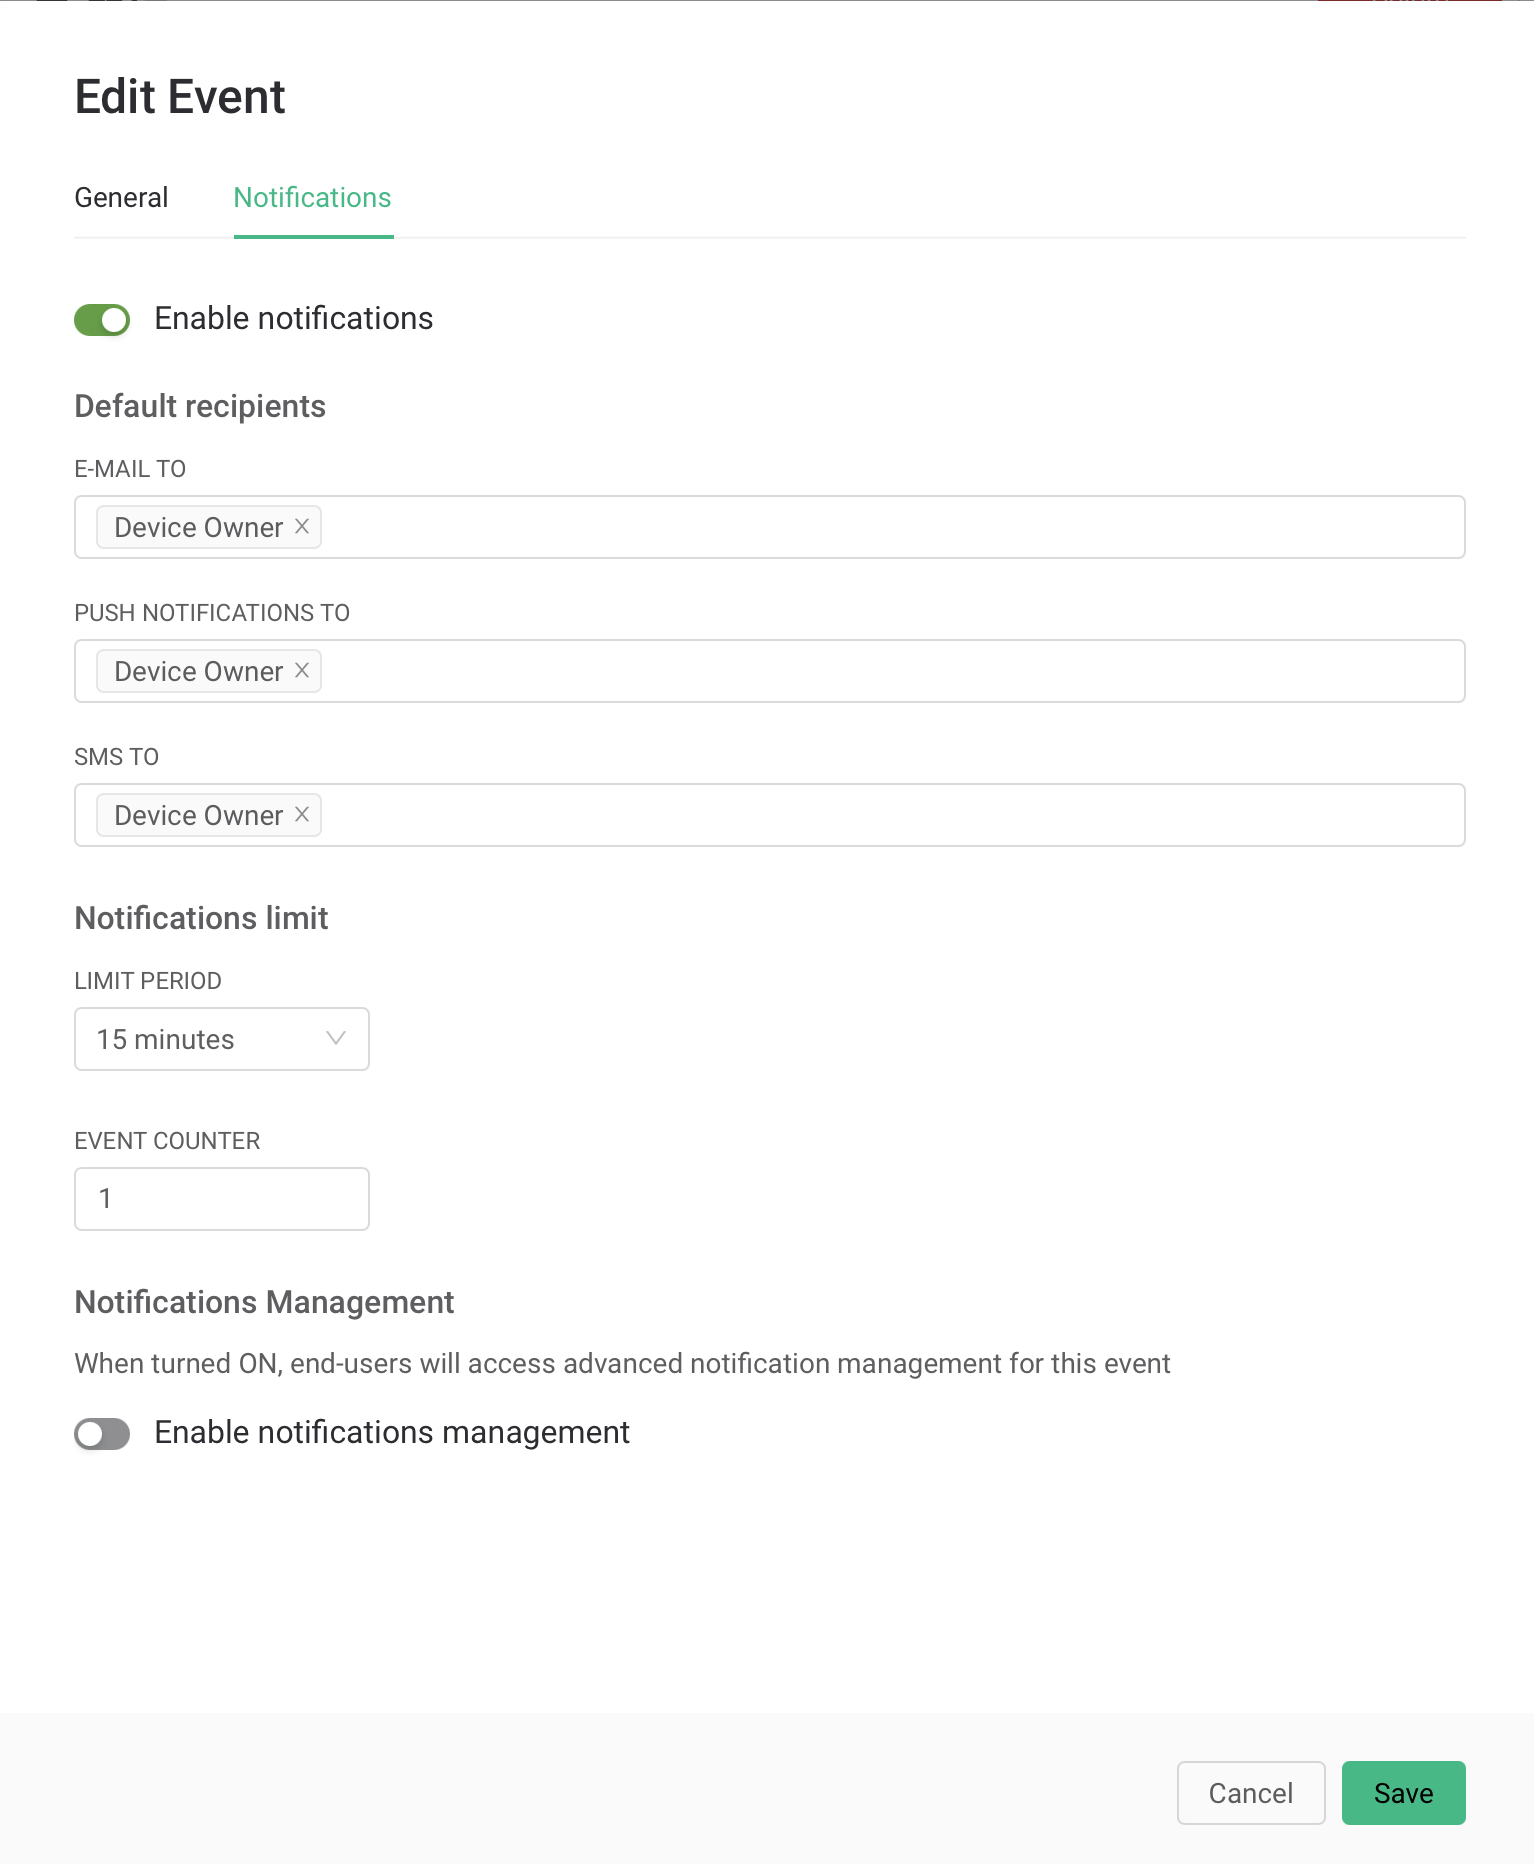 Edit Event
General Notifications
Enable notifications
Default recipients
E-MAIL TO
Device Owner
PUSH NOTIFICATIONS TO
Device Owner
SMS TO
Device Owner
Notifications limit
LIMIT PERIOD
15 minutes
EVENT COUNTER
1
Notifications Management
When turned ON, end-users will access advanced notification management for this event
Enable notifications management
Cancel Save